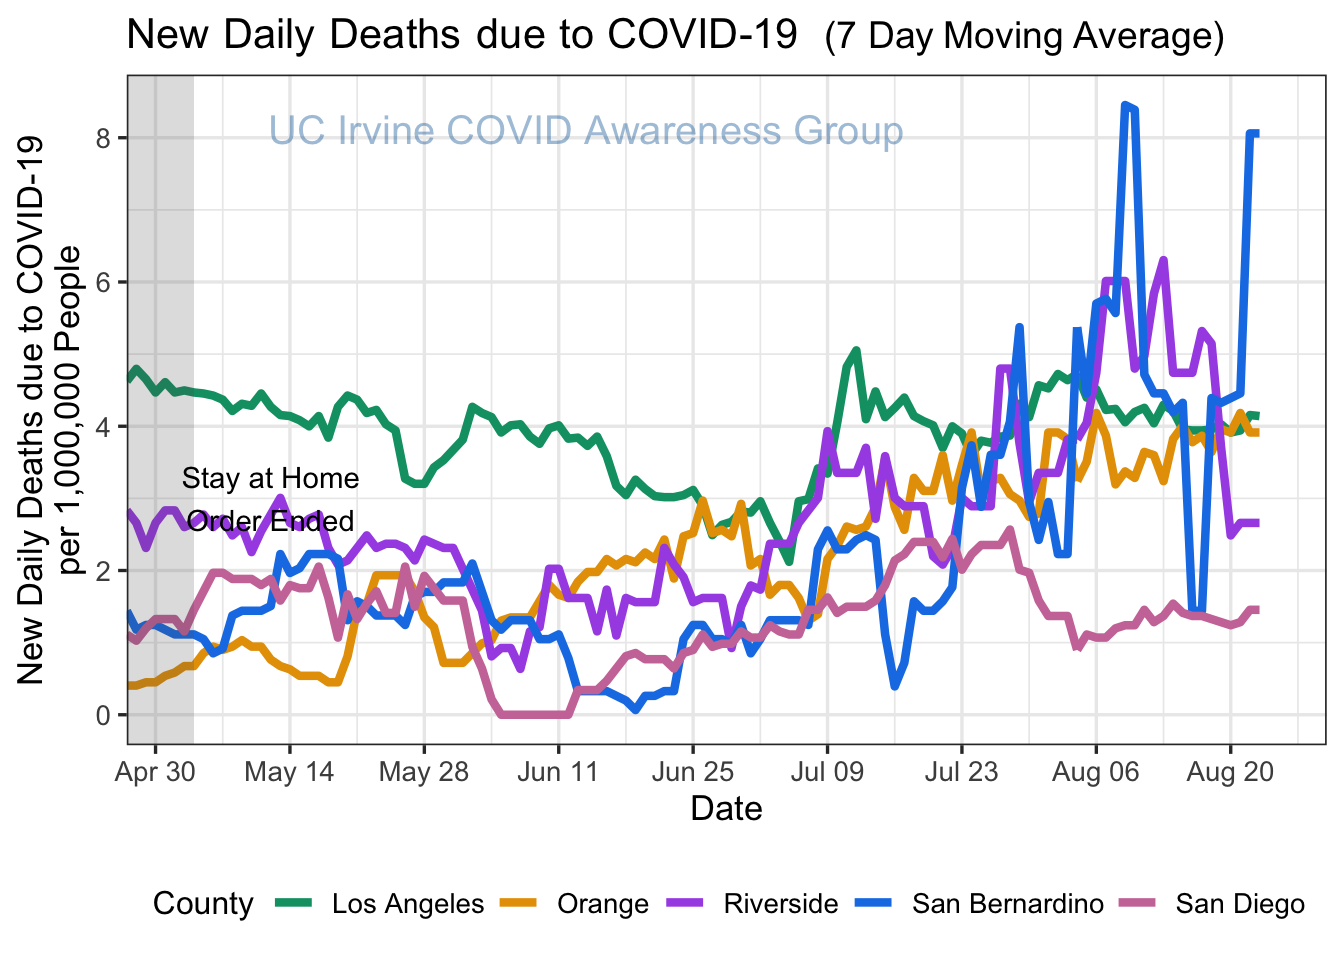 New Daily Deaths due to COVID-19 (7 Day Moving Average)
UC Irvine COVID Awareness Group
New Daily Deaths due to COVID-19
per 1,000,000 People
8
6
4
2
0
Stay at Home
Order Ended
Apr 30 May 14 May 28 Jun 11 Jun 25 Jul 09 Jul 23 Aug 06 Aug 20
Date
County Los Angeles Orange Riverside San Bernardino San Diego